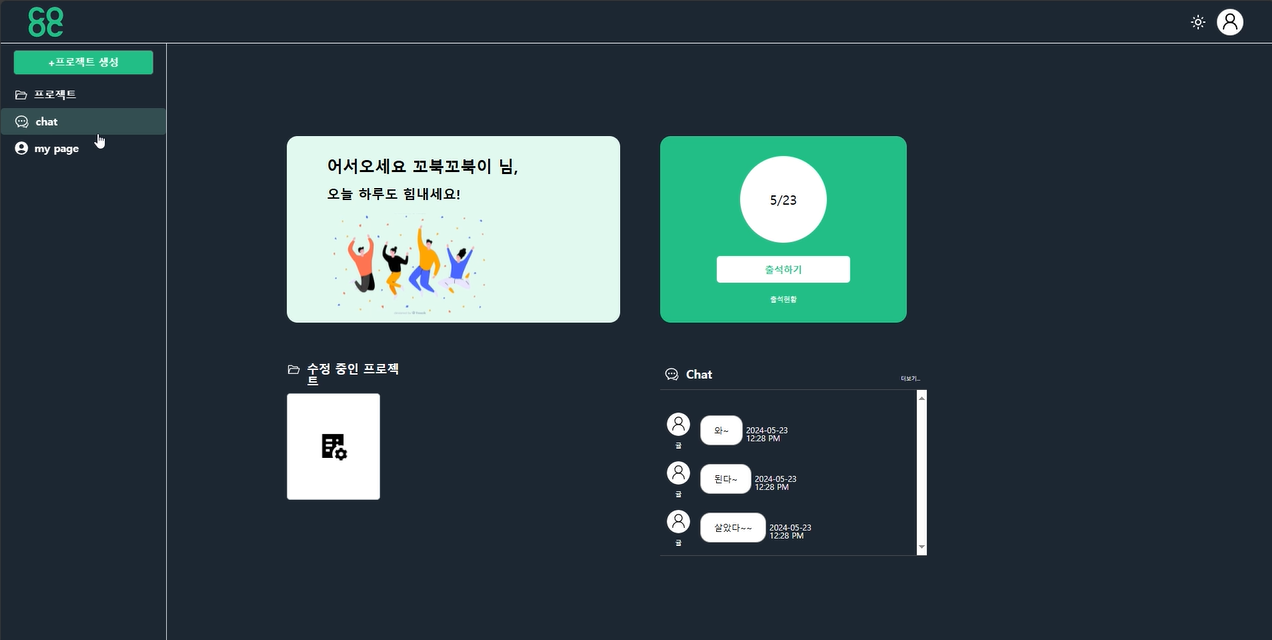 COOC
+프로젝트 생성
프로젝트
chat
my page
어서오세요 꼬북꼬북이 님,
오늘 하루도 힘내세요!
5/23
출석하기
출석현황
수정 중인 프로젝
트
Chat
더보기..
와~
2024-05-23
12:28 PM
귤
된다~
2024-05-23
12:28 PM
귤
살았다~~
2024-05-23
12:28 PM
귤